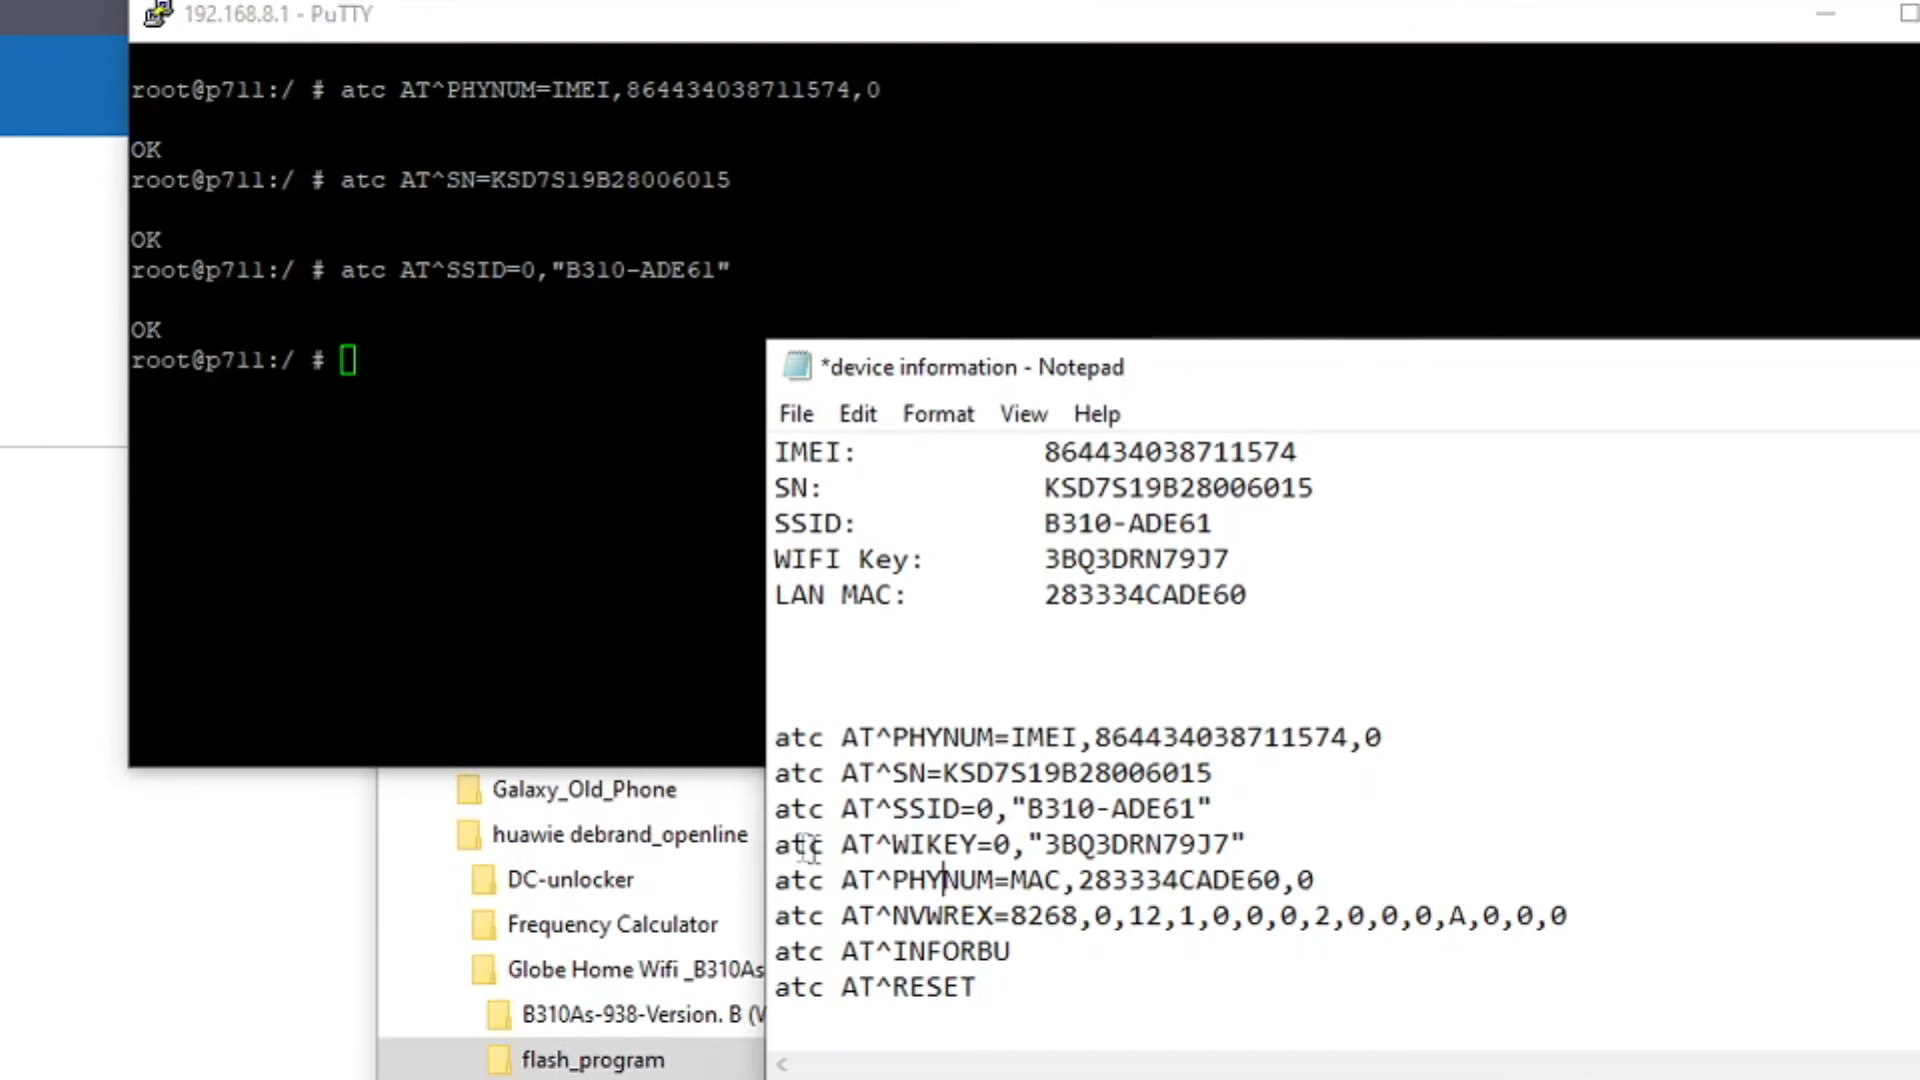 192.168.8.1 - PuTTY
root@p711:/ # atc AT^PHYNUM=IMEI,864434038711574,0
OK
root@p711:/ # atc AT^SN=KSD7S19B28006015
OK
root@p711:/ # atc AT^SSID=0,"B310-ADE61"
OK
root@p711:/ #
*device information - Notepad
File Edit Format View Help
IMEI: 864434038711574
SN: KSD7S19B28006015
SSID: B310-ADE61
WIFI Key: 3BQ3DRN79J7
LAN MAC: 283334CADE60
atc AT^PHYNUM=IMEI,864434038711574,0
atc AT^SN=KSD7S19B28006015
atc AT^SSID=0,"B310-ADE61"
atc AT^WIKEY=0,"3BQ3DRN79J7"
atc AT^PHYNUM=MAC,283334CADE60,0
atc AT^NVWREX=8268,0,12,1,0,0,0,2,0,0,0,A,0,0,0
atc AT^INFORBU
atc AT^RESET
Galaxy_Old_Phone
huawie debrand_openline
DC-unlocker
Frequency Calculator
Globe Home Wifi _B310As
B310As-938-Version. B (V
flash_program